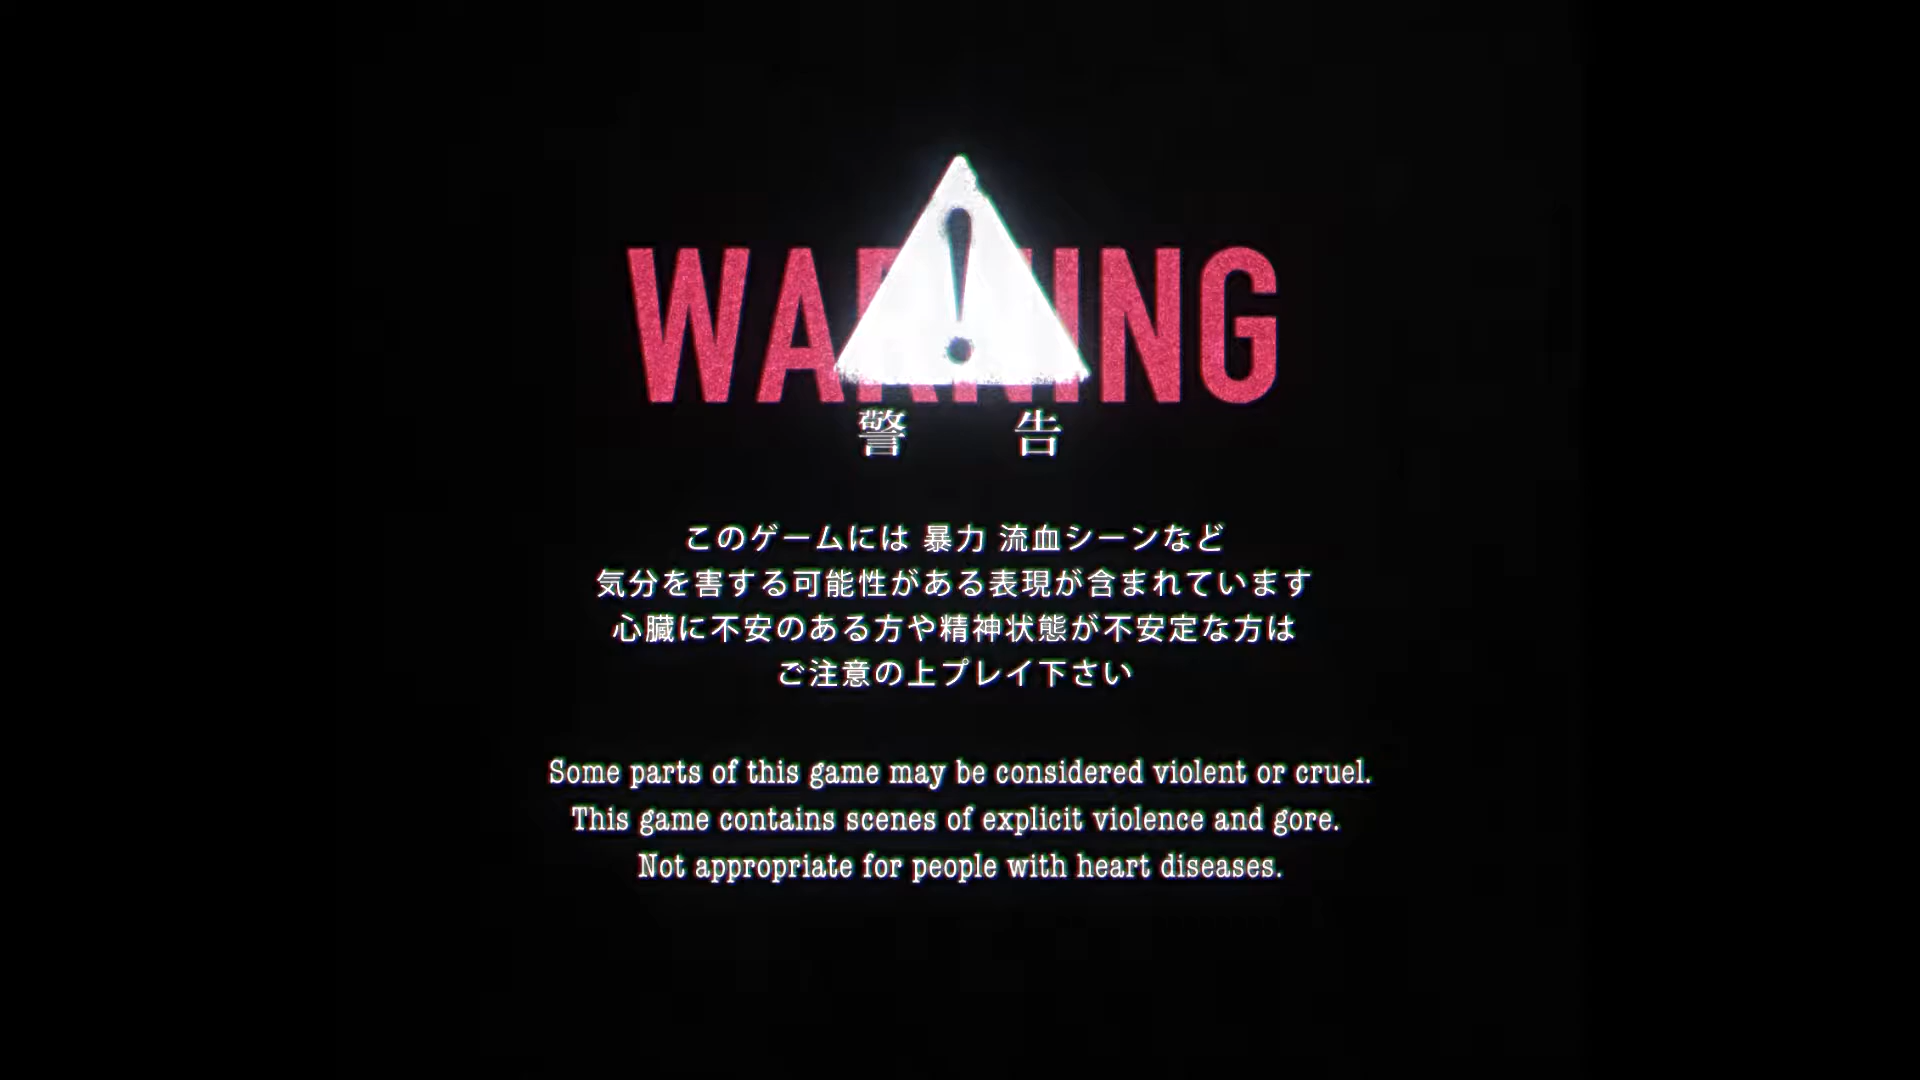 WARNING
警告
このゲームには 暴力 流血シーンなど
気分を害する可能性がある表現が含まれています
心臓に不安のある方や精神状態が不安定な方は
ご注意の上プレイ下さい
Some parts of this game may be considered violent or cruel.
This game contains scenes of explicit violence and gore.
Not appropriate for people with heart diseases.